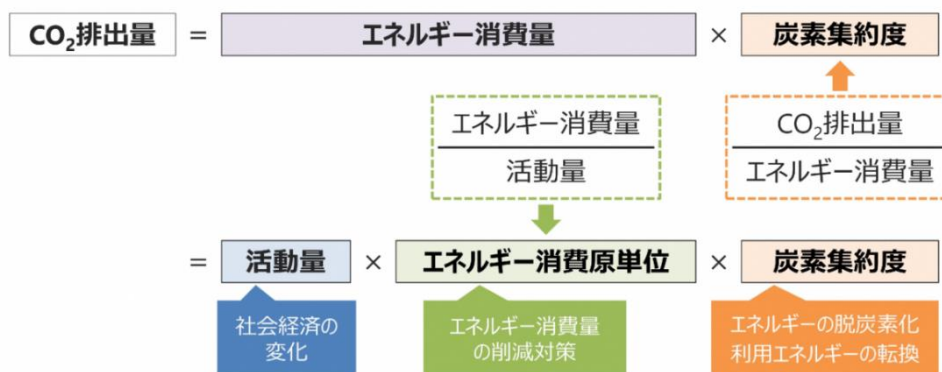 CO₂排出量 = エネルギー消費量 × 炭素集約度
エネルギー消費量
活動量
CO₂排出量
エネルギー消費量
= 活動量 × エネルギー消費原単位 × 炭素集約度
社会経済の
変化
エネルギー消費量
の削減対策
エネルギーの脱炭素化
利用エネルギーの転換